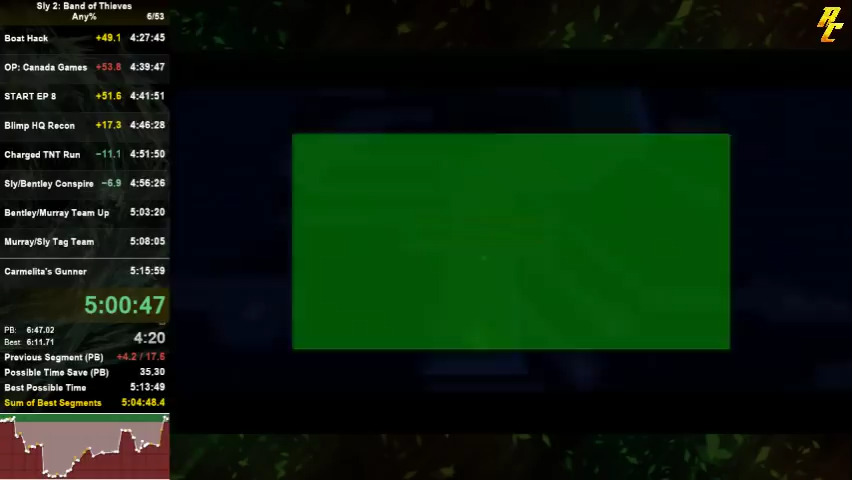 Sly 2: Band of Thieves
Any% 6/53
Boat Hack +49.1 4:27:45
OP: Canada Games +53.8 4:39:47
START EP 8 +51.6 4:41:51
Blimp HQ Recon +17.3 4:46:28
Charged TNT Run −11.1 4:51:50
Sly/Bentley Conspire −6.9 4:56:26
Bentley/Murray Team Up 5:03:20
Murray/Sly Tag Team 5:08:05
Carmelita's Gunner 5:15:59
5:00:47
PB: 6:47.02
Best: 6:11.71
4:20
Previous Segment (PB) +4.2 / 17.6
Possible Time Save (PB) 35.30
Best Possible Time 5:13:49
Sum of Best Segments 5:04:48.4